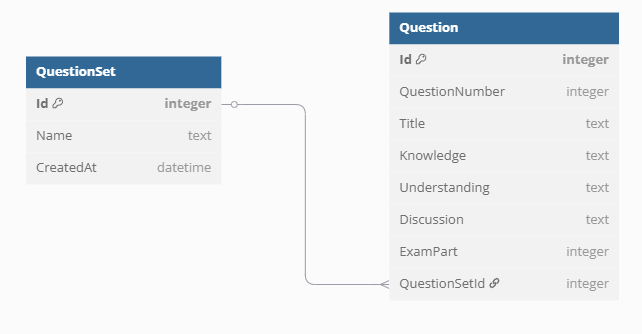 QuestionSet
Id integer
Name text
CreatedAt datetime
Question
Id integer
QuestionNumber integer
Title text
Knowledge text
Understanding text
Discussion text
ExamPart integer
QuestionSetId integer